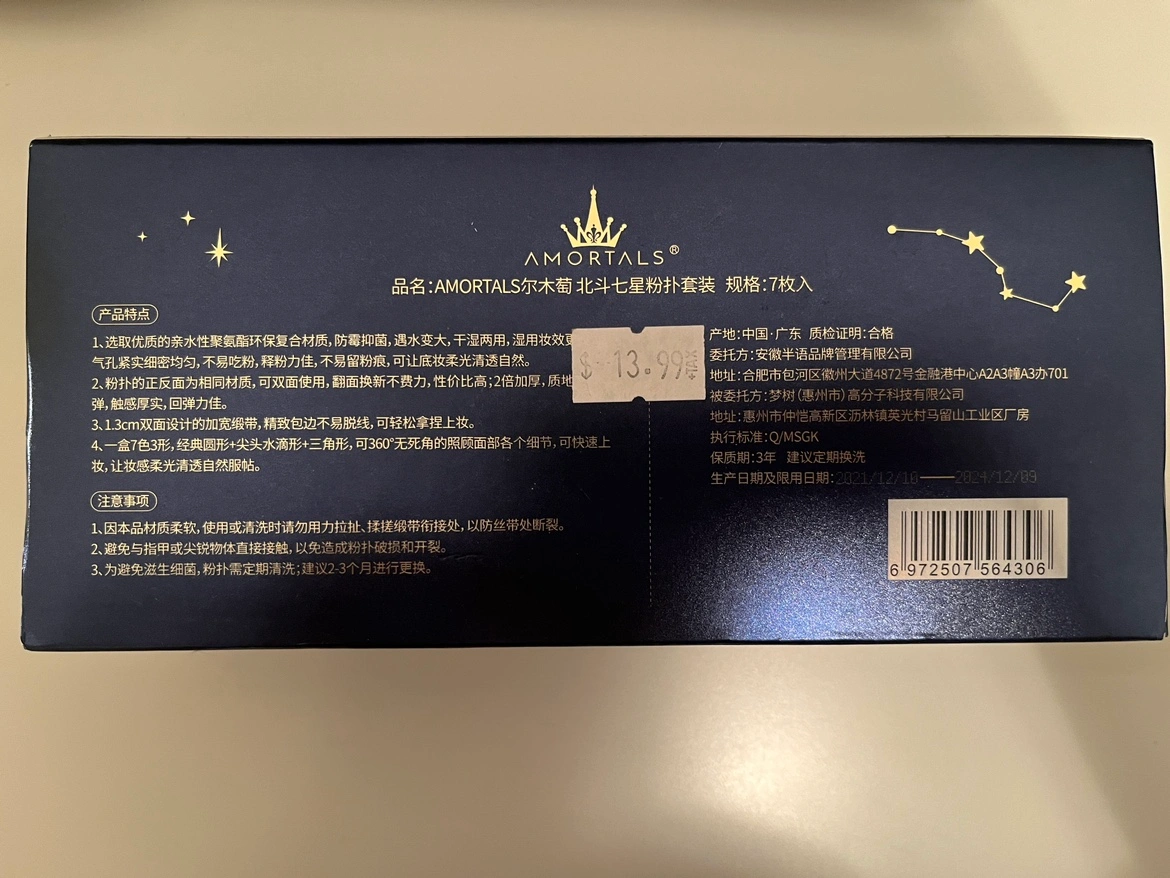 AMORTALS®
品名:AMORTALS尔木萄 北斗七星粉扑套装 规格:7枚入
产品特点
1、选取优质的亲水性聚氨酯环保复合材质,防霉抑菌,遇水变大,干湿两用,湿用妆效
气孔紧实细密均匀,不易吃粉,释粉力佳,不易留粉痕,可让底妆柔光清透自然。
2、粉扑的正反面为相同材质,可双面使用,翻面换新不费力,性价比高;2倍加厚,质地
弹,触感厚实,回弹力佳。
3、1.3cm双面设计的加宽缎带,精致包边不易脱线,可轻松拿捏上妆。
4、一盒7色3形,经典圆形+尖头水滴形+三角形,可360°无死角的照顾面部各个细节,可快速上
妆,让妆感柔光清透自然服帖。
注意事项
1、因本品材质柔软,使用或清洗时请勿用力拉扯、揉搓缎带衔接处,以防丝带处断裂。
2、避免与指甲或尖锐物体直接接触,以免造成粉扑破损和开裂。
3、为避免滋生细菌,粉扑需定期清洗;建议2-3个月进行更换。
$ 13.99 +TAX
产地:中国·广东 质检证明:合格
委托方:安徽半语品牌管理有限公司
地址:合肥市包河区徽州大道4872号金融港中心A2A3幢A3办701
被委托方:梦树(惠州市)高分子科技有限公司
地址:惠州市仲恺高新区沥林镇英光村马留山工业区厂房
执行标准:Q/MSGK
保质期:3年 建议定期换洗
生产日期及限用日期:2021/12/10——2024/12/09
6 972507 564306